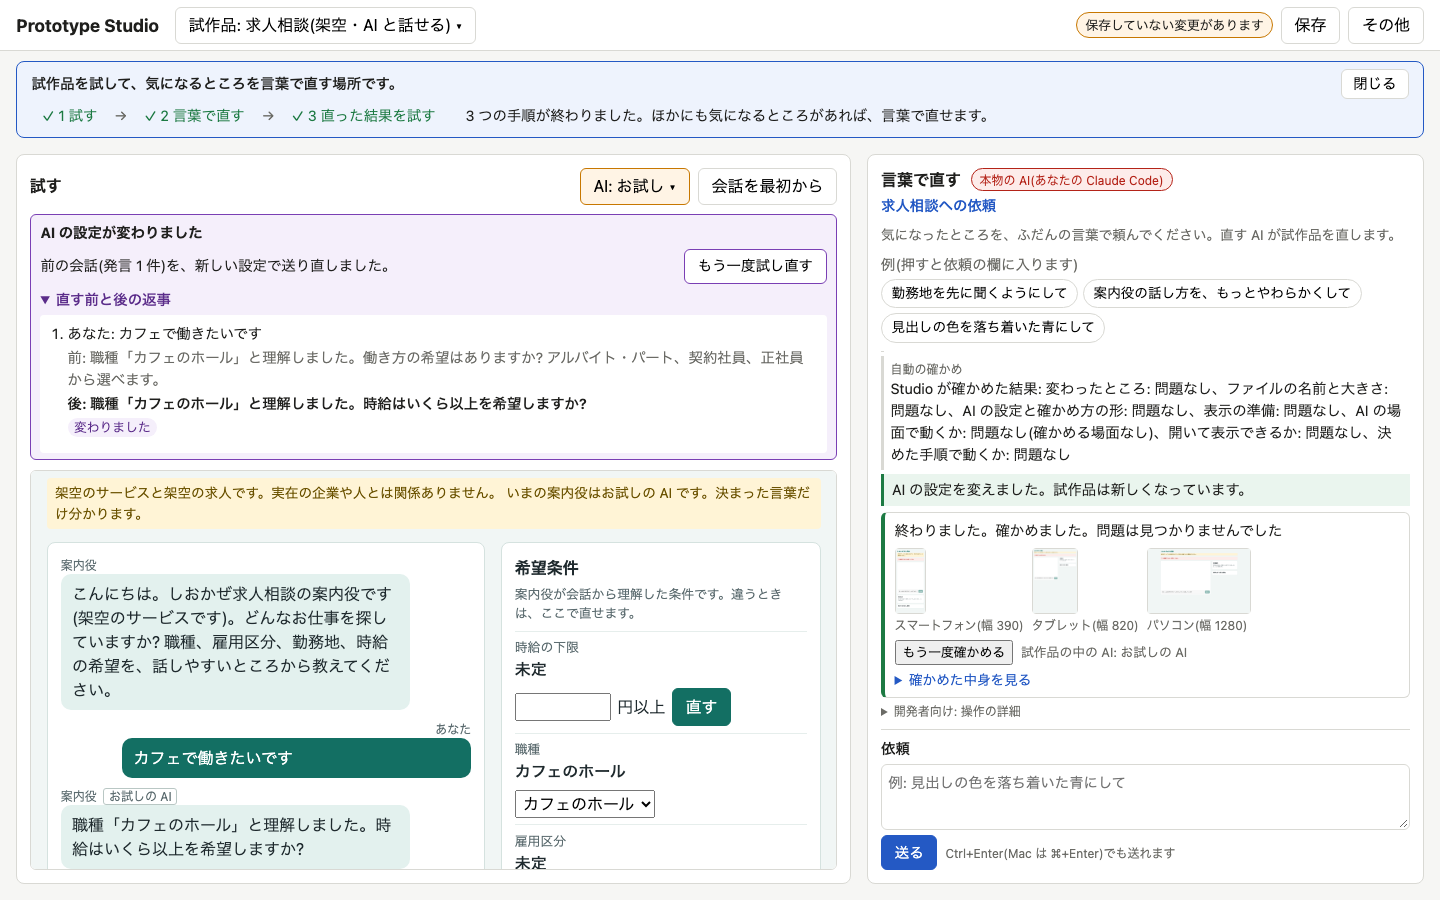 Prototype Studio
試作品: 求人相談(架空・AI と話せる) ▾
保存していない変更があります
保存
その他
試作品を試して、気になるところを言葉で直す場所です。
閉じる
✓ 1 試す → ✓ 2 言葉で直す → ✓ 3 直った結果を試す 3 つの手順が終わりました。ほかにも気になるところがあれば、言葉で直せます。
試す
AI: お試し ▾
会話を最初から
AI の設定が変わりました
前の会話(発言 1 件)を、新しい設定で送り直しました。
もう一度試し直す
▼ 直す前と後の返事
1. あなた: カフェで働きたいです
前: 職種「カフェのホール」と理解しました。働き方の希望はありますか? アルバイト・パート、契約社員、正社員
から選べます。
後: 職種「カフェのホール」と理解しました。時給はいくら以上を希望しますか?
変わりました
架空のサービスと架空の求人です。実在の企業や人とは関係ありません。 いまの案内役はお試しの AI です。決まった言葉だ
け分かります。
案内役
こんにちは。しおかぜ求人相談の案内役です
(架空のサービスです)。どんなお仕事を探し
ていますか? 職種、雇用区分、勤務地、時給
の希望を、話しやすいところから教えてくだ
さい。
あなた
カフェで働きたいです
案内役 お試しの AI
職種「カフェのホール」と理解しました。時
給はいくら以上を希望しますか?
希望条件
案内役が会話から理解した条件です。違うとき
は、ここで直せます。
時給の下限
未定
円以上 直す
職種
カフェのホール
カフェのホール
雇用区分
未定
言葉で直す 本物の AI(あなたの Claude Code)
求人相談への依頼
気になったところを、ふだんの言葉で頼んでください。直す AI が試作品を直します。
例(押すと依頼の欄に入ります)
勤務地を先に聞くようにして
案内役の話し方を、もっとやわらかくして
見出しの色を落ち着いた青にして
自動の確かめ
Studio が確かめた結果: 変わったところ: 問題なし、ファイルの名前と大きさ:
問題なし、AI の設定と確かめ方の形: 問題なし、表示の準備: 問題なし、AI の場
面で動くか: 問題なし(確かめる場面なし)、開いて表示できるか: 問題なし、決
めた手順で動くか: 問題なし
AI の設定を変えました。試作品は新しくなっています。
終わりました。確かめました。問題は見つかりませんでした
スマートフォン(幅 390) タブレット(幅 820) パソコン(幅 1280)
もう一度確かめる 試作品の中の AI: お試しの AI
▶ 確かめた中身を見る
▶ 開発者向け: 操作の詳細
依頼
例: 見出しの色を落ち着いた青にして
送る Ctrl+Enter(Mac は ⌘+Enter)でも送れます